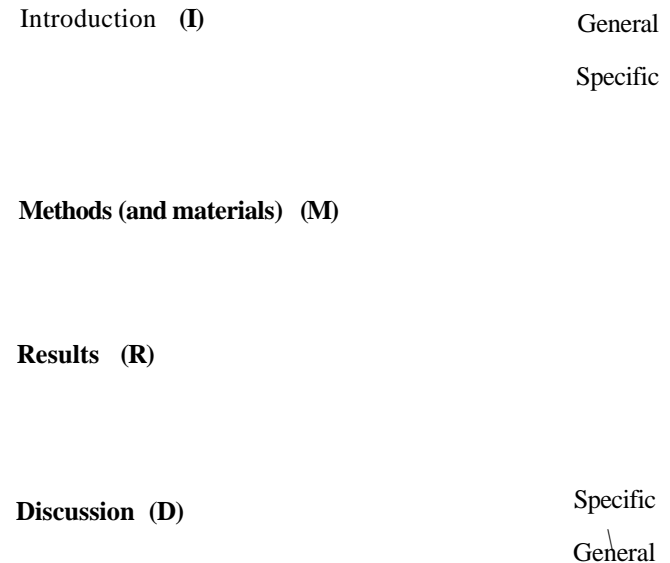 Introduction (I) General
Specific
Methods (and materials) (M)
Results (R)
Discussion (D) Specific
General